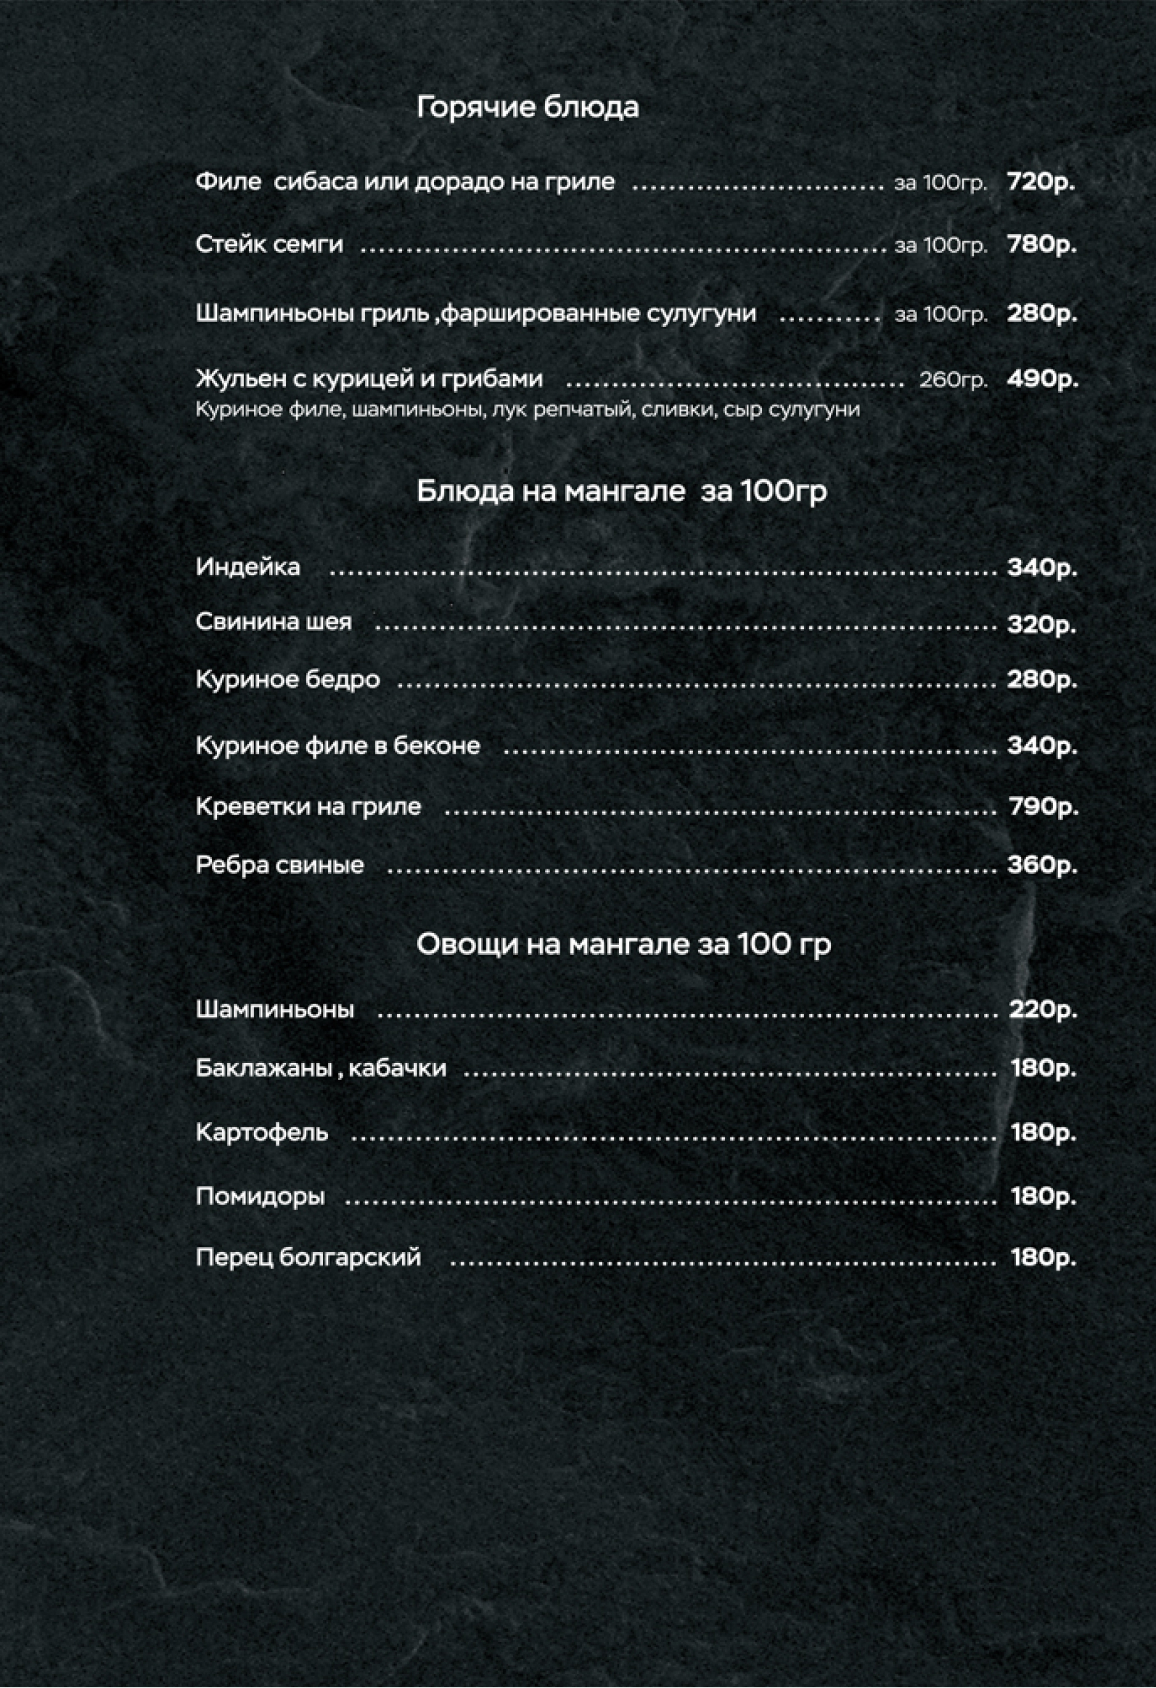 Горячие блюда
Филе сибаса или дорадо на гриле ........................... за 100гр. 720р.
Стейк семги ......................................................... за 100гр. 780р.
Шампиньоны гриль ,фаршированные сулугуни ........... за 100гр. 280р.
Жульен с курицей и грибами ..................................... 260гр. 490р.
Куриное филе, шампиньоны, лук репчатый, сливки, сыр сулугуни
Блюда на мангале за 100гр
Индейка ........................................................................ 340р.
Свинина шея ................................................................... 320р.
Куриное бедро ................................................................. 280р.
Куриное филе в беконе ..................................................... 340р.
Креветки на гриле ............................................................ 790р.
Ребра свиные .................................................................. 360р.
Овощи на мангале за 100 гр
Шампиньоны ................................................................... 220р.
Баклажаны , кабачки ......................................................... 180р.
Картофель ...................................................................... 180р.
Помидоры ...................................................................... 180р.
Перец болгарский ............................................................ 180р.